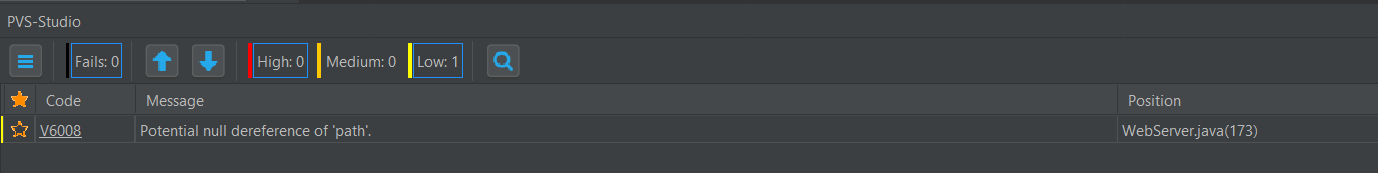 PVS-Studio
Fails: 0 High: 0 Medium: 0 Low: 1
Code Message Position
V6008 Potential null dereference of 'path'. WebServer.java(173)